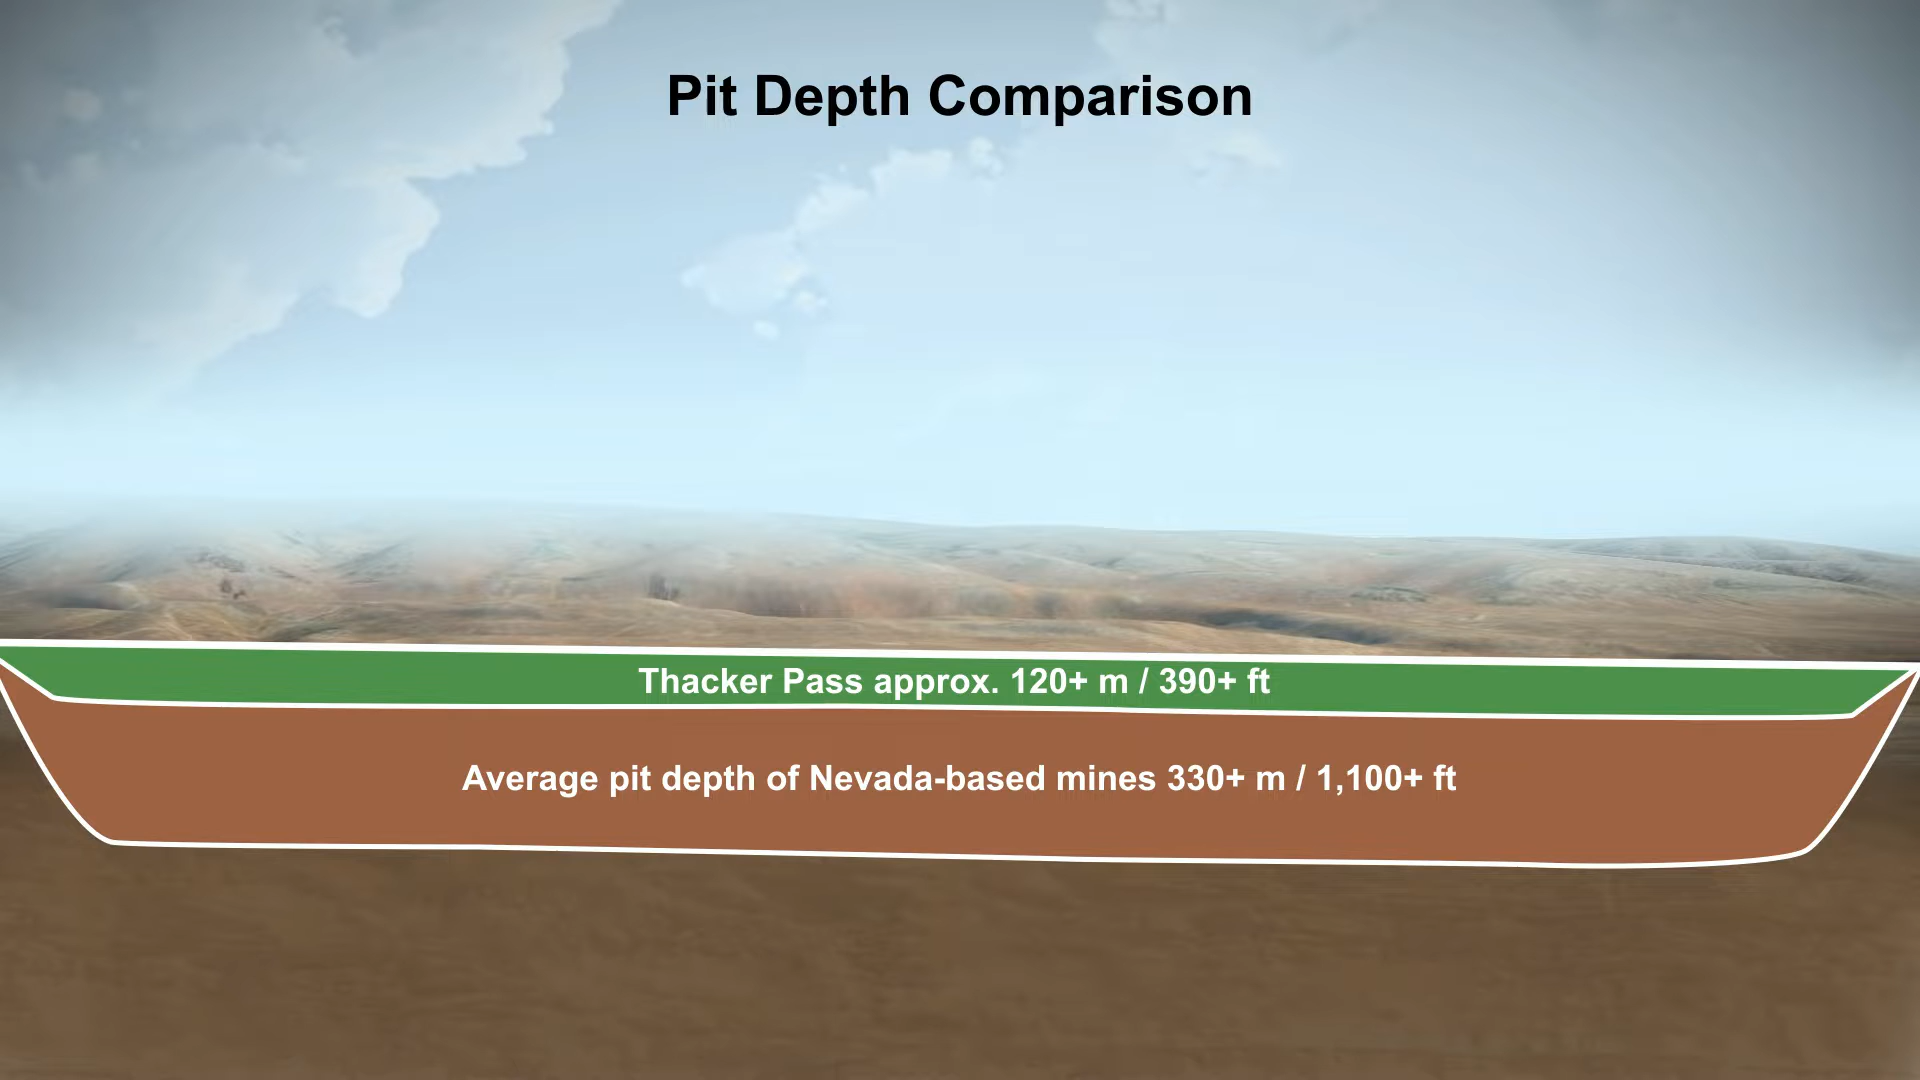 Pit Depth Comparison
Thacker Pass approx. 120+ m / 390+ ft
Average pit depth of Nevada-based mines 330+ m / 1,100+ ft